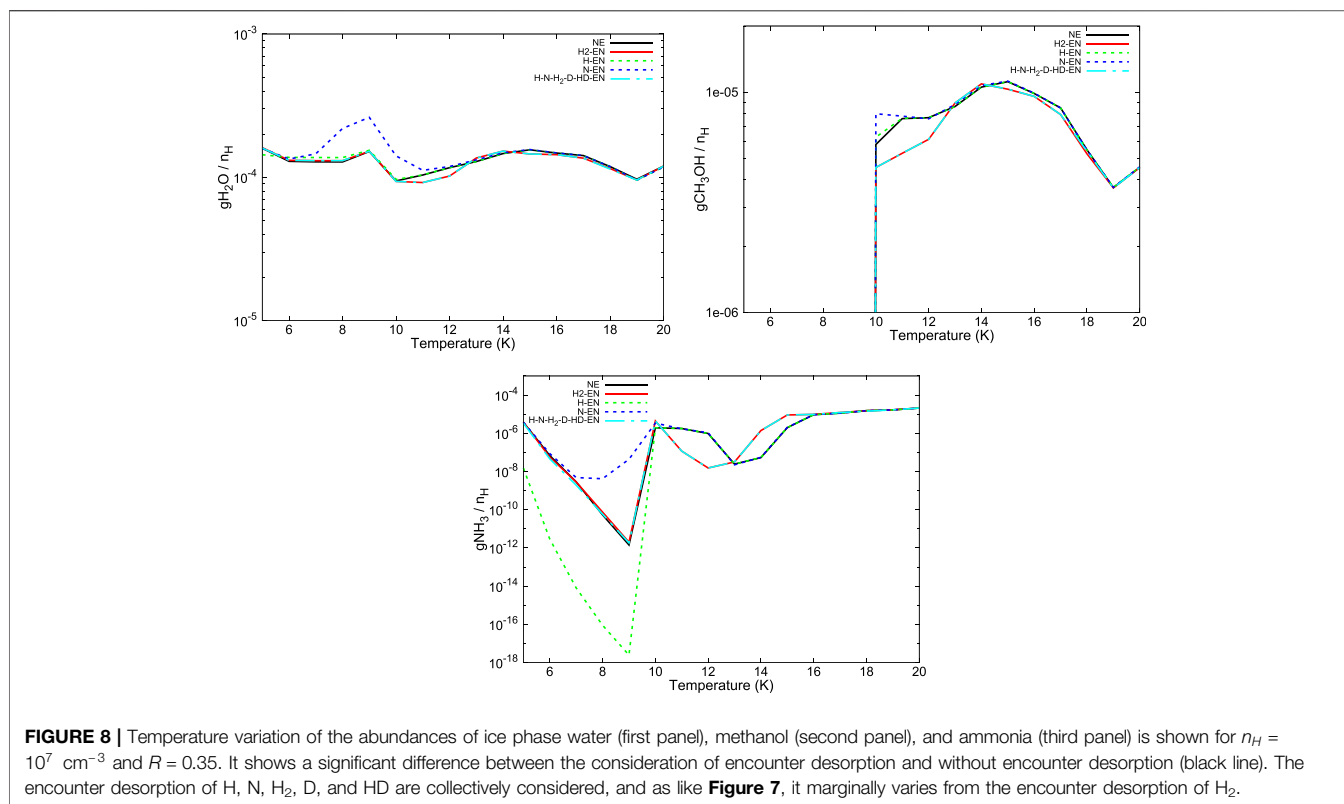 10⁻³
10⁻⁴
10⁻⁵
gH₂O / n_H
NE
H2-EN
H-EN
N-EN
H-N-H₂-D-HD-EN
6 8 10 12 14 16 18 20
Temperature (K)
1e-05
1e-06
gCH₃OH / n_H
NE
H2-EN
H-EN
N-EN
H-N-H₂-D-HD-EN
6 8 10 12 14 16 18 20
Temperature (K)
10⁻⁴
10⁻⁶
10⁻⁸
10⁻¹⁰
10⁻¹²
10⁻¹⁴
10⁻¹⁶
10⁻¹⁸
gNH₃ / n_H
NE
H2-EN
H-EN
N-EN
H-N-H₂-D-HD-EN
6 8 10 12 14 16 18 20
Temperature (K)
FIGURE 8 | Temperature variation of the abundances of ice phase water (first panel), methanol (second panel), and ammonia (third panel) is shown for n_H =
10⁷ cm⁻³ and R = 0.35. It shows a significant difference between the consideration of encounter desorption and without encounter desorption (black line). The
encounter desorption of H, N, H₂, D, and HD are collectively considered, and as like Figure 7, it marginally varies from the encounter desorption of H₂.